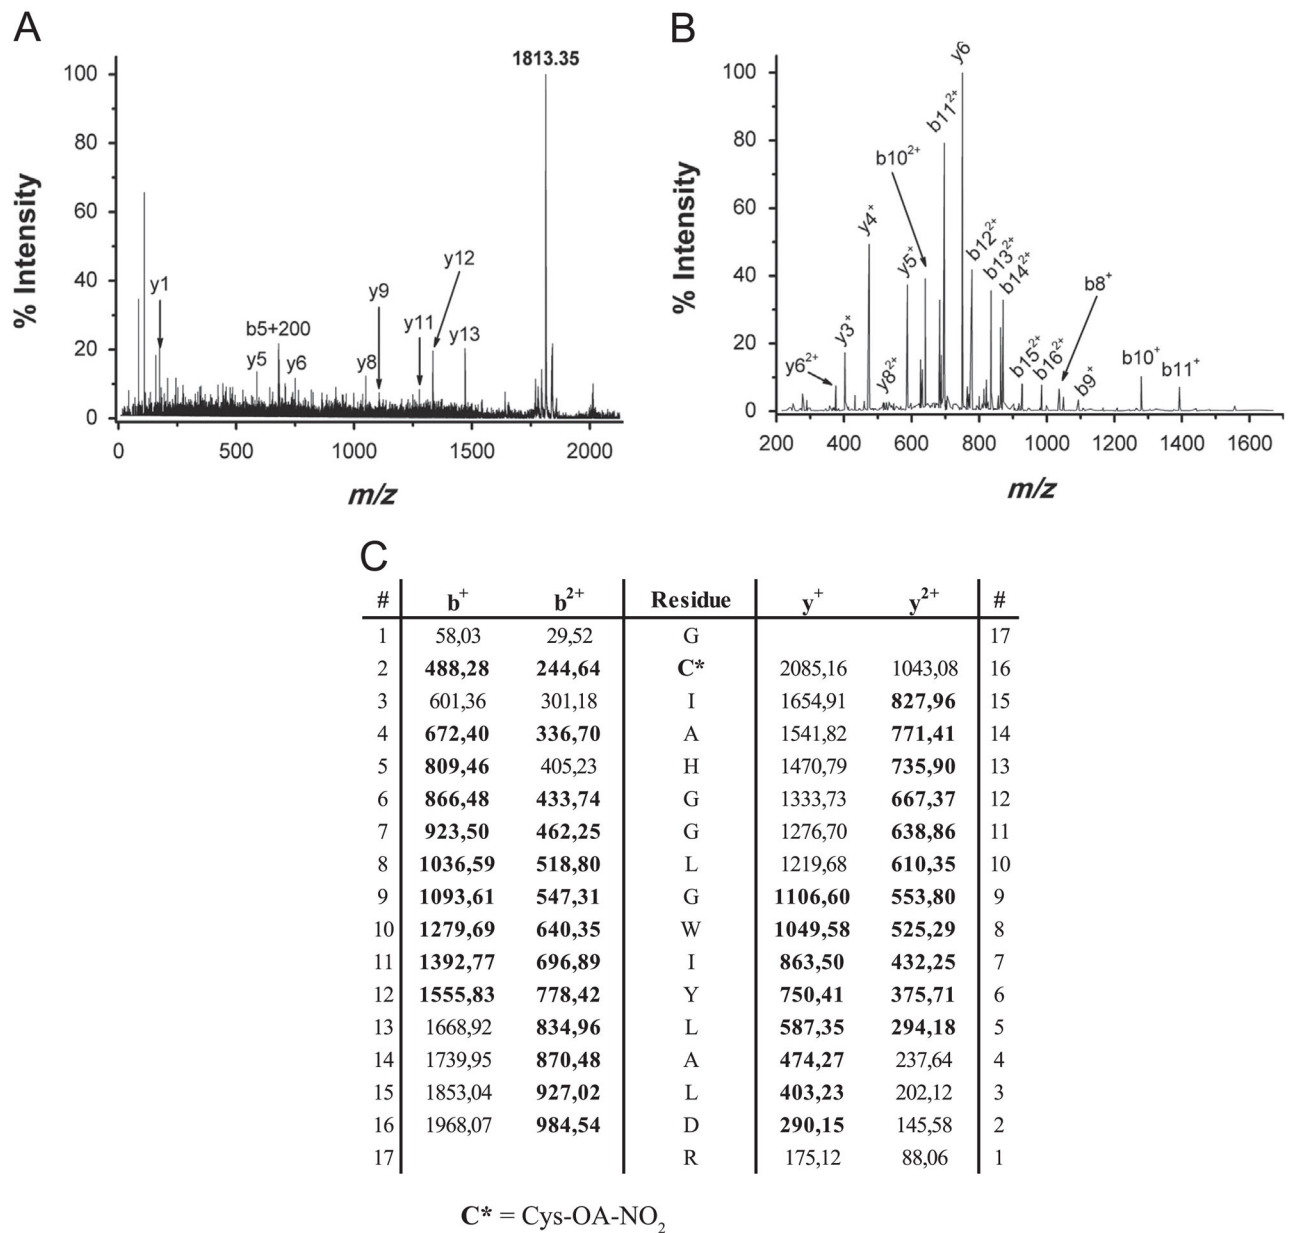 A
1813.35
100
80
60
40
20
0
% Intensity
y1
b5+200
y5
y6
y8
y9
y11
y12
y13
0 500 1000 1500 2000
m/z
B
100
80
60
40
20
0
% Intensity
y6²⁺
y3⁺
y4⁺
y8²⁺
y5⁺
b10²⁺
b11²⁺
y6
b12²⁺
b13²⁺
b14²⁺
b15²⁺
b16²⁺
b8⁺
b9⁺
b10⁺
b11⁺
200 400 600 800 1000 1200 1400 1600
m/z
C
# b⁺ b²⁺ Residue y⁺ y²⁺ #
1 58,03 29,52 G 17
2 488,28 244,64 C* 2085,16 1043,08 16
3 601,36 301,18 I 1654,91 827,96 15
4 672,40 336,70 A 1541,82 771,41 14
5 809,46 405,23 H 1470,79 735,90 13
6 866,48 433,74 G 1333,73 667,37 12
7 923,50 462,25 G 1276,70 638,86 11
8 1036,59 518,80 L 1219,68 610,35 10
9 1093,61 547,31 G 1106,60 553,80 9
10 1279,69 640,35 W 1049,58 525,29 8
11 1392,77 696,89 I 863,50 432,25 7
12 1555,83 778,42 Y 750,41 375,71 6
13 1668,92 834,96 L 587,35 294,18 5
14 1739,95 870,48 A 474,27 237,64 4
15 1853,04 927,02 L 403,23 202,12 3
16 1968,07 984,54 D 290,15 145,58 2
17 R 175,12 88,06 1
C* = Cys-OA-NO₂